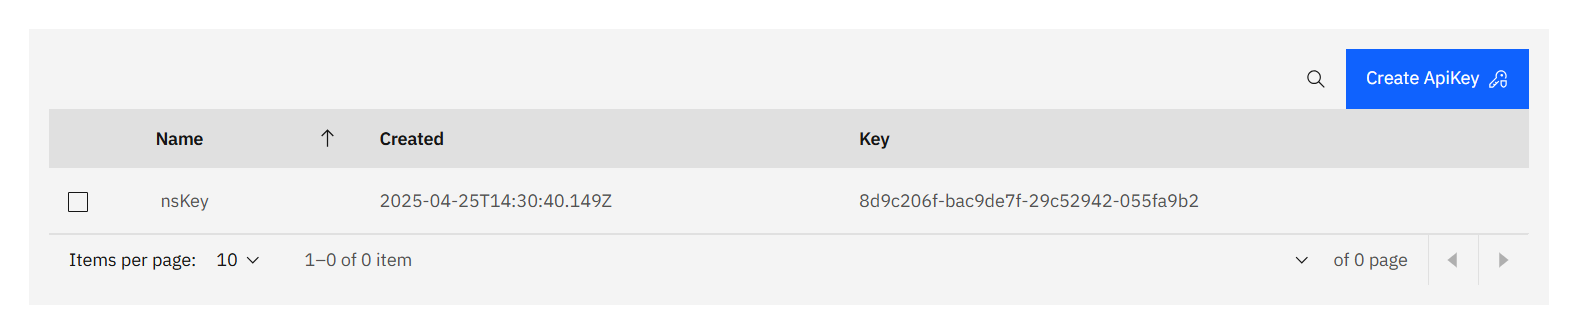 Create ApiKey
Name Created Key
nsKey 2025-04-25T14:30:40.149Z 8d9c206f-bac9de7f-29c52942-055fa9b2
Items per page: 10 1–0 of 0 item of 0 page